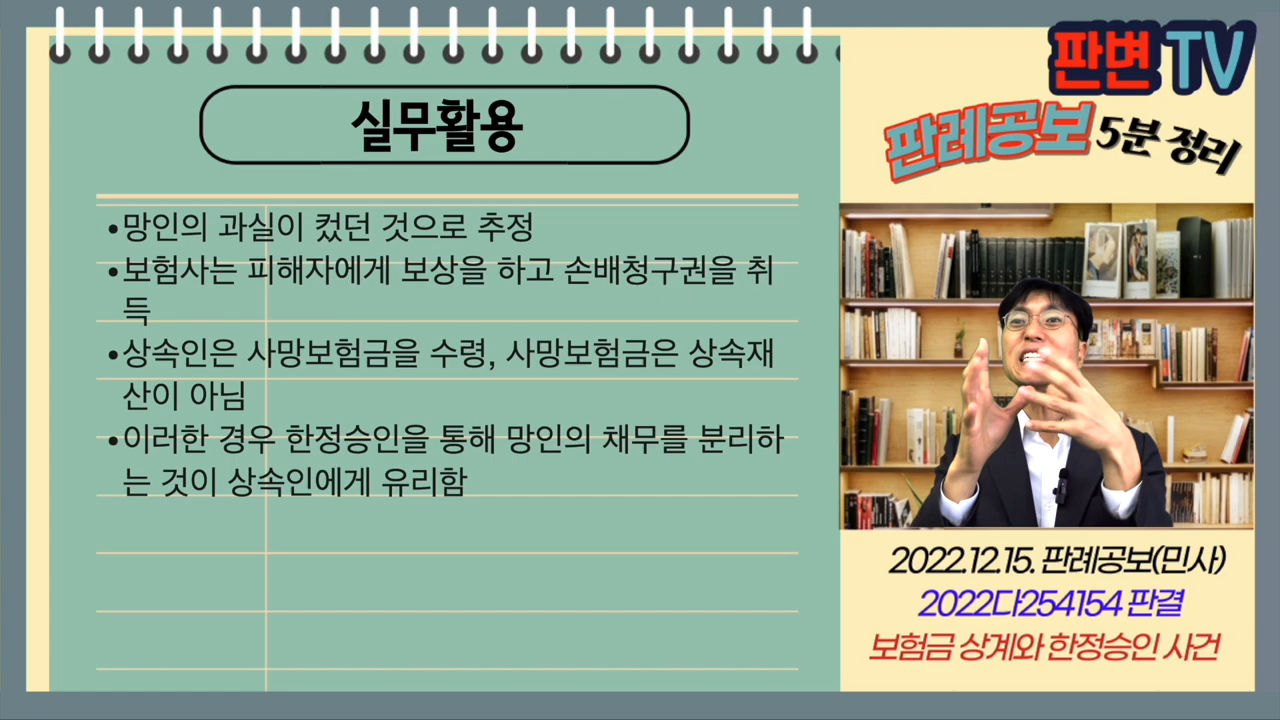 실무활용
•망인의 과실이 컸던 것으로 추정
•보험사는 피해자에게 보상을 하고 손배청구권을 취
득
•상속인은 사망보험금을 수령, 사망보험금은 상속재
산이 아님
•이러한 경우 한정승인을 통해 망인의 채무를 분리하
는 것이 상속인에게 유리함
판변 TV
판례공보 5분 정리
2022.12.15. 판례공보(민사)
2022다254154 판결
보험금 상계와 한정승인 사건